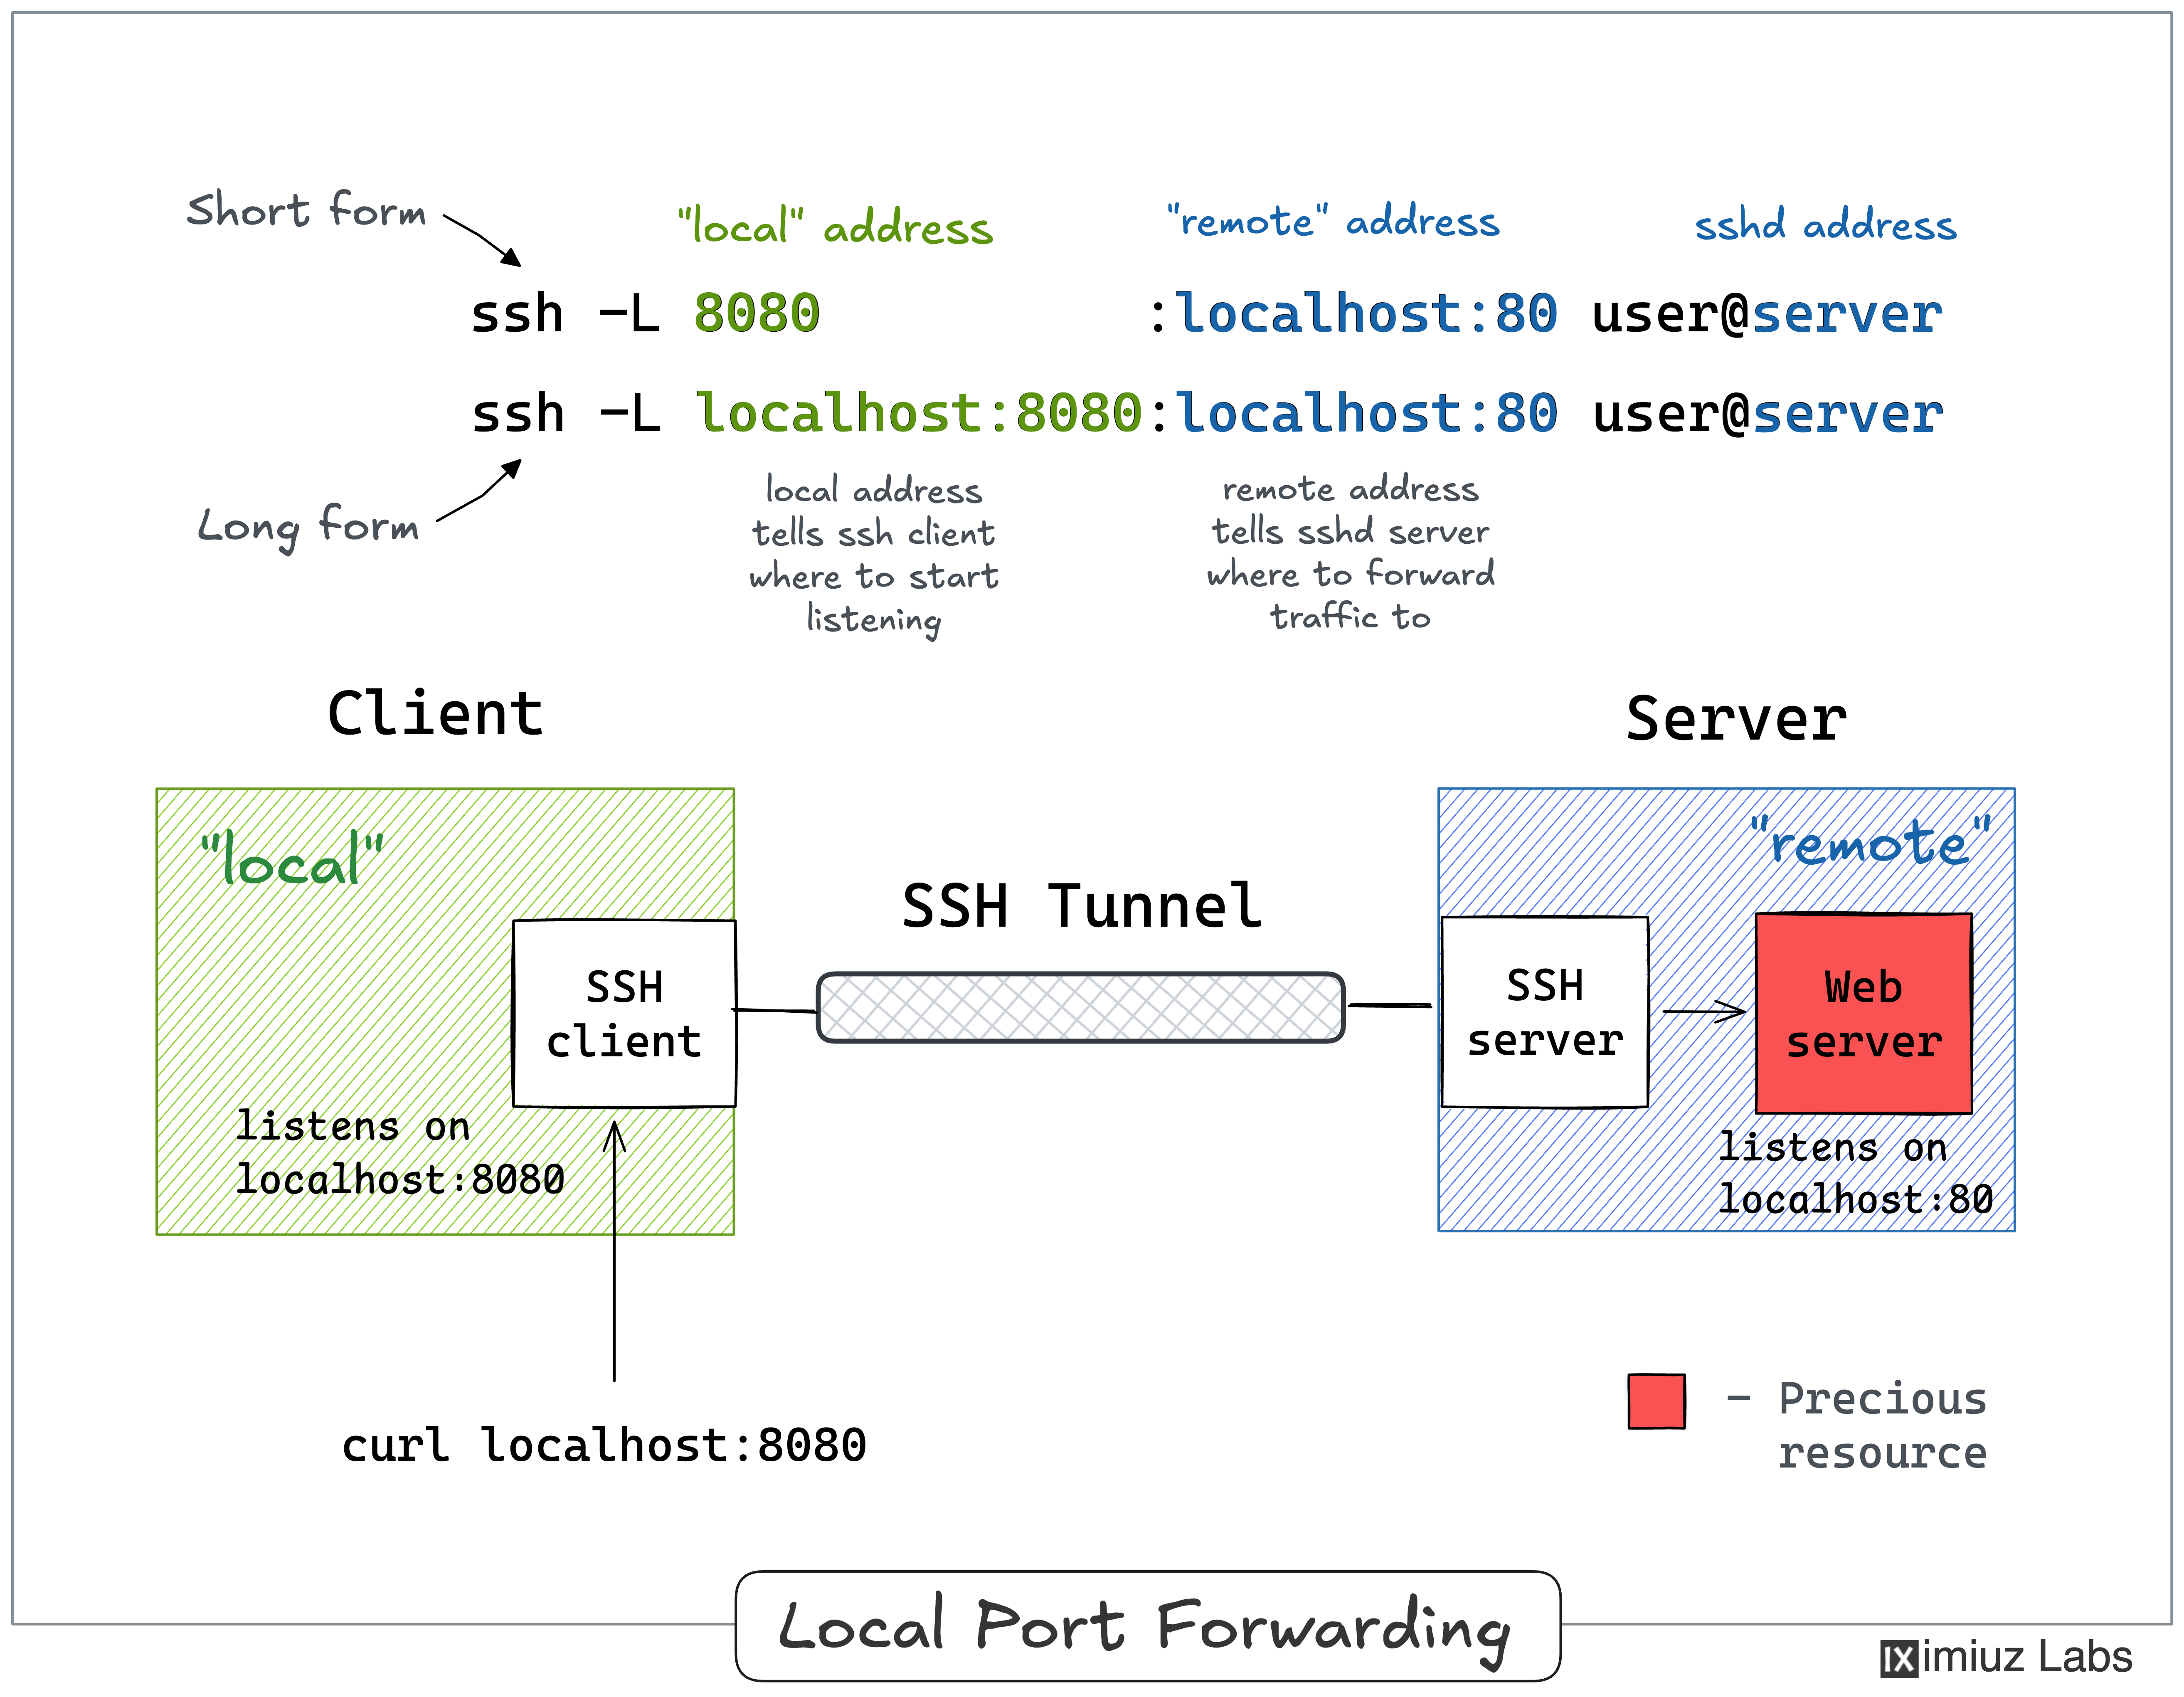 Short form
"local" address
"remote" address
sshd address
ssh -L 8080 :localhost:80 user@server
ssh -L localhost:8080:localhost:80 user@server
Long form
local address
tells ssh client
where to start
listening
remote address
tells sshd server
where to forward
traffic to
Client
Server
"local"
"remote"
SSH Tunnel
SSH
client
SSH
server
Web
server
listens on
localhost:8080
listens on
localhost:80
curl localhost:8080
- Precious
resource
Local Port Forwarding
iximiuz Labs